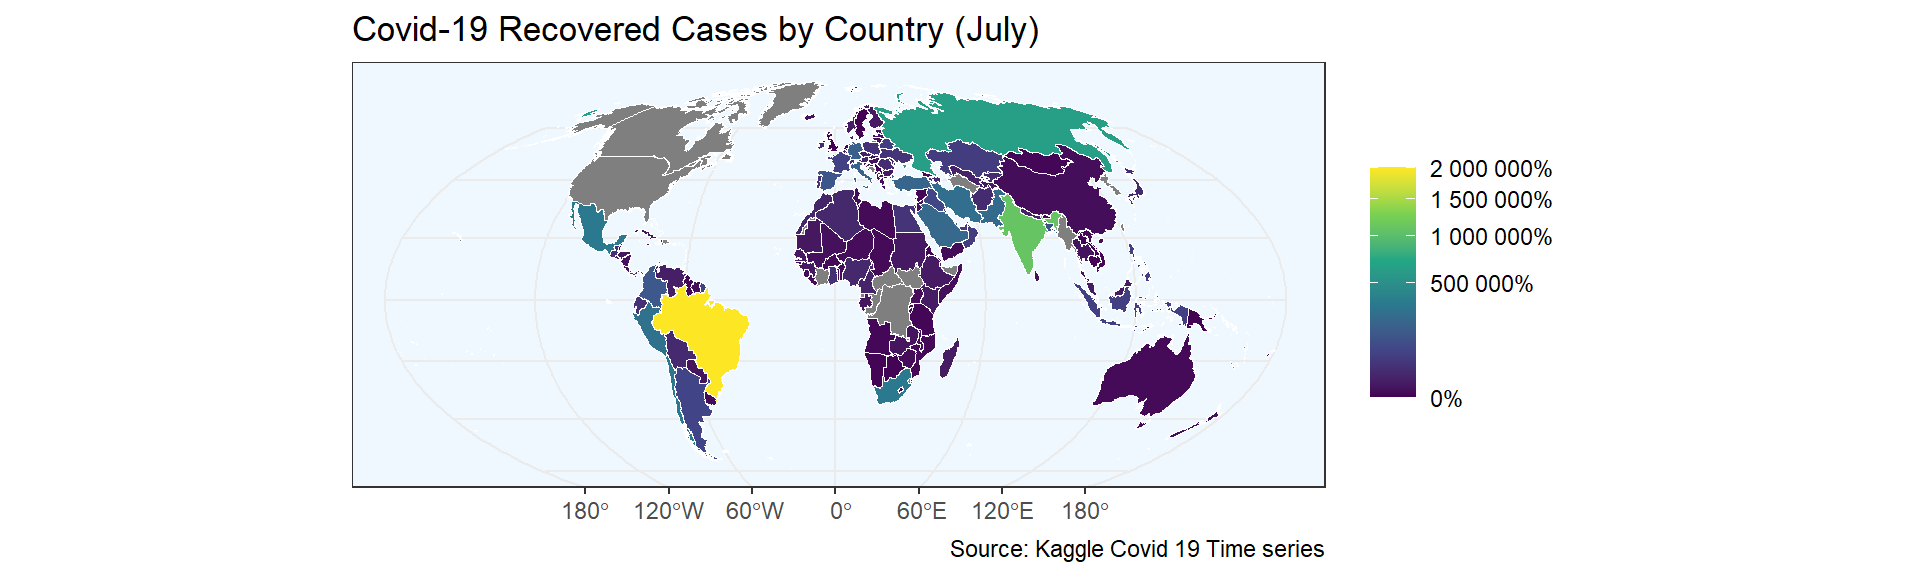 Covid-19 Recovered Cases by Country (July)
2 000 000%
1 500 000%
1 000 000%
500 000%
0%
180° 120°W 60°W 0° 60°E 120°E 180°
Source: Kaggle Covid 19 Time series